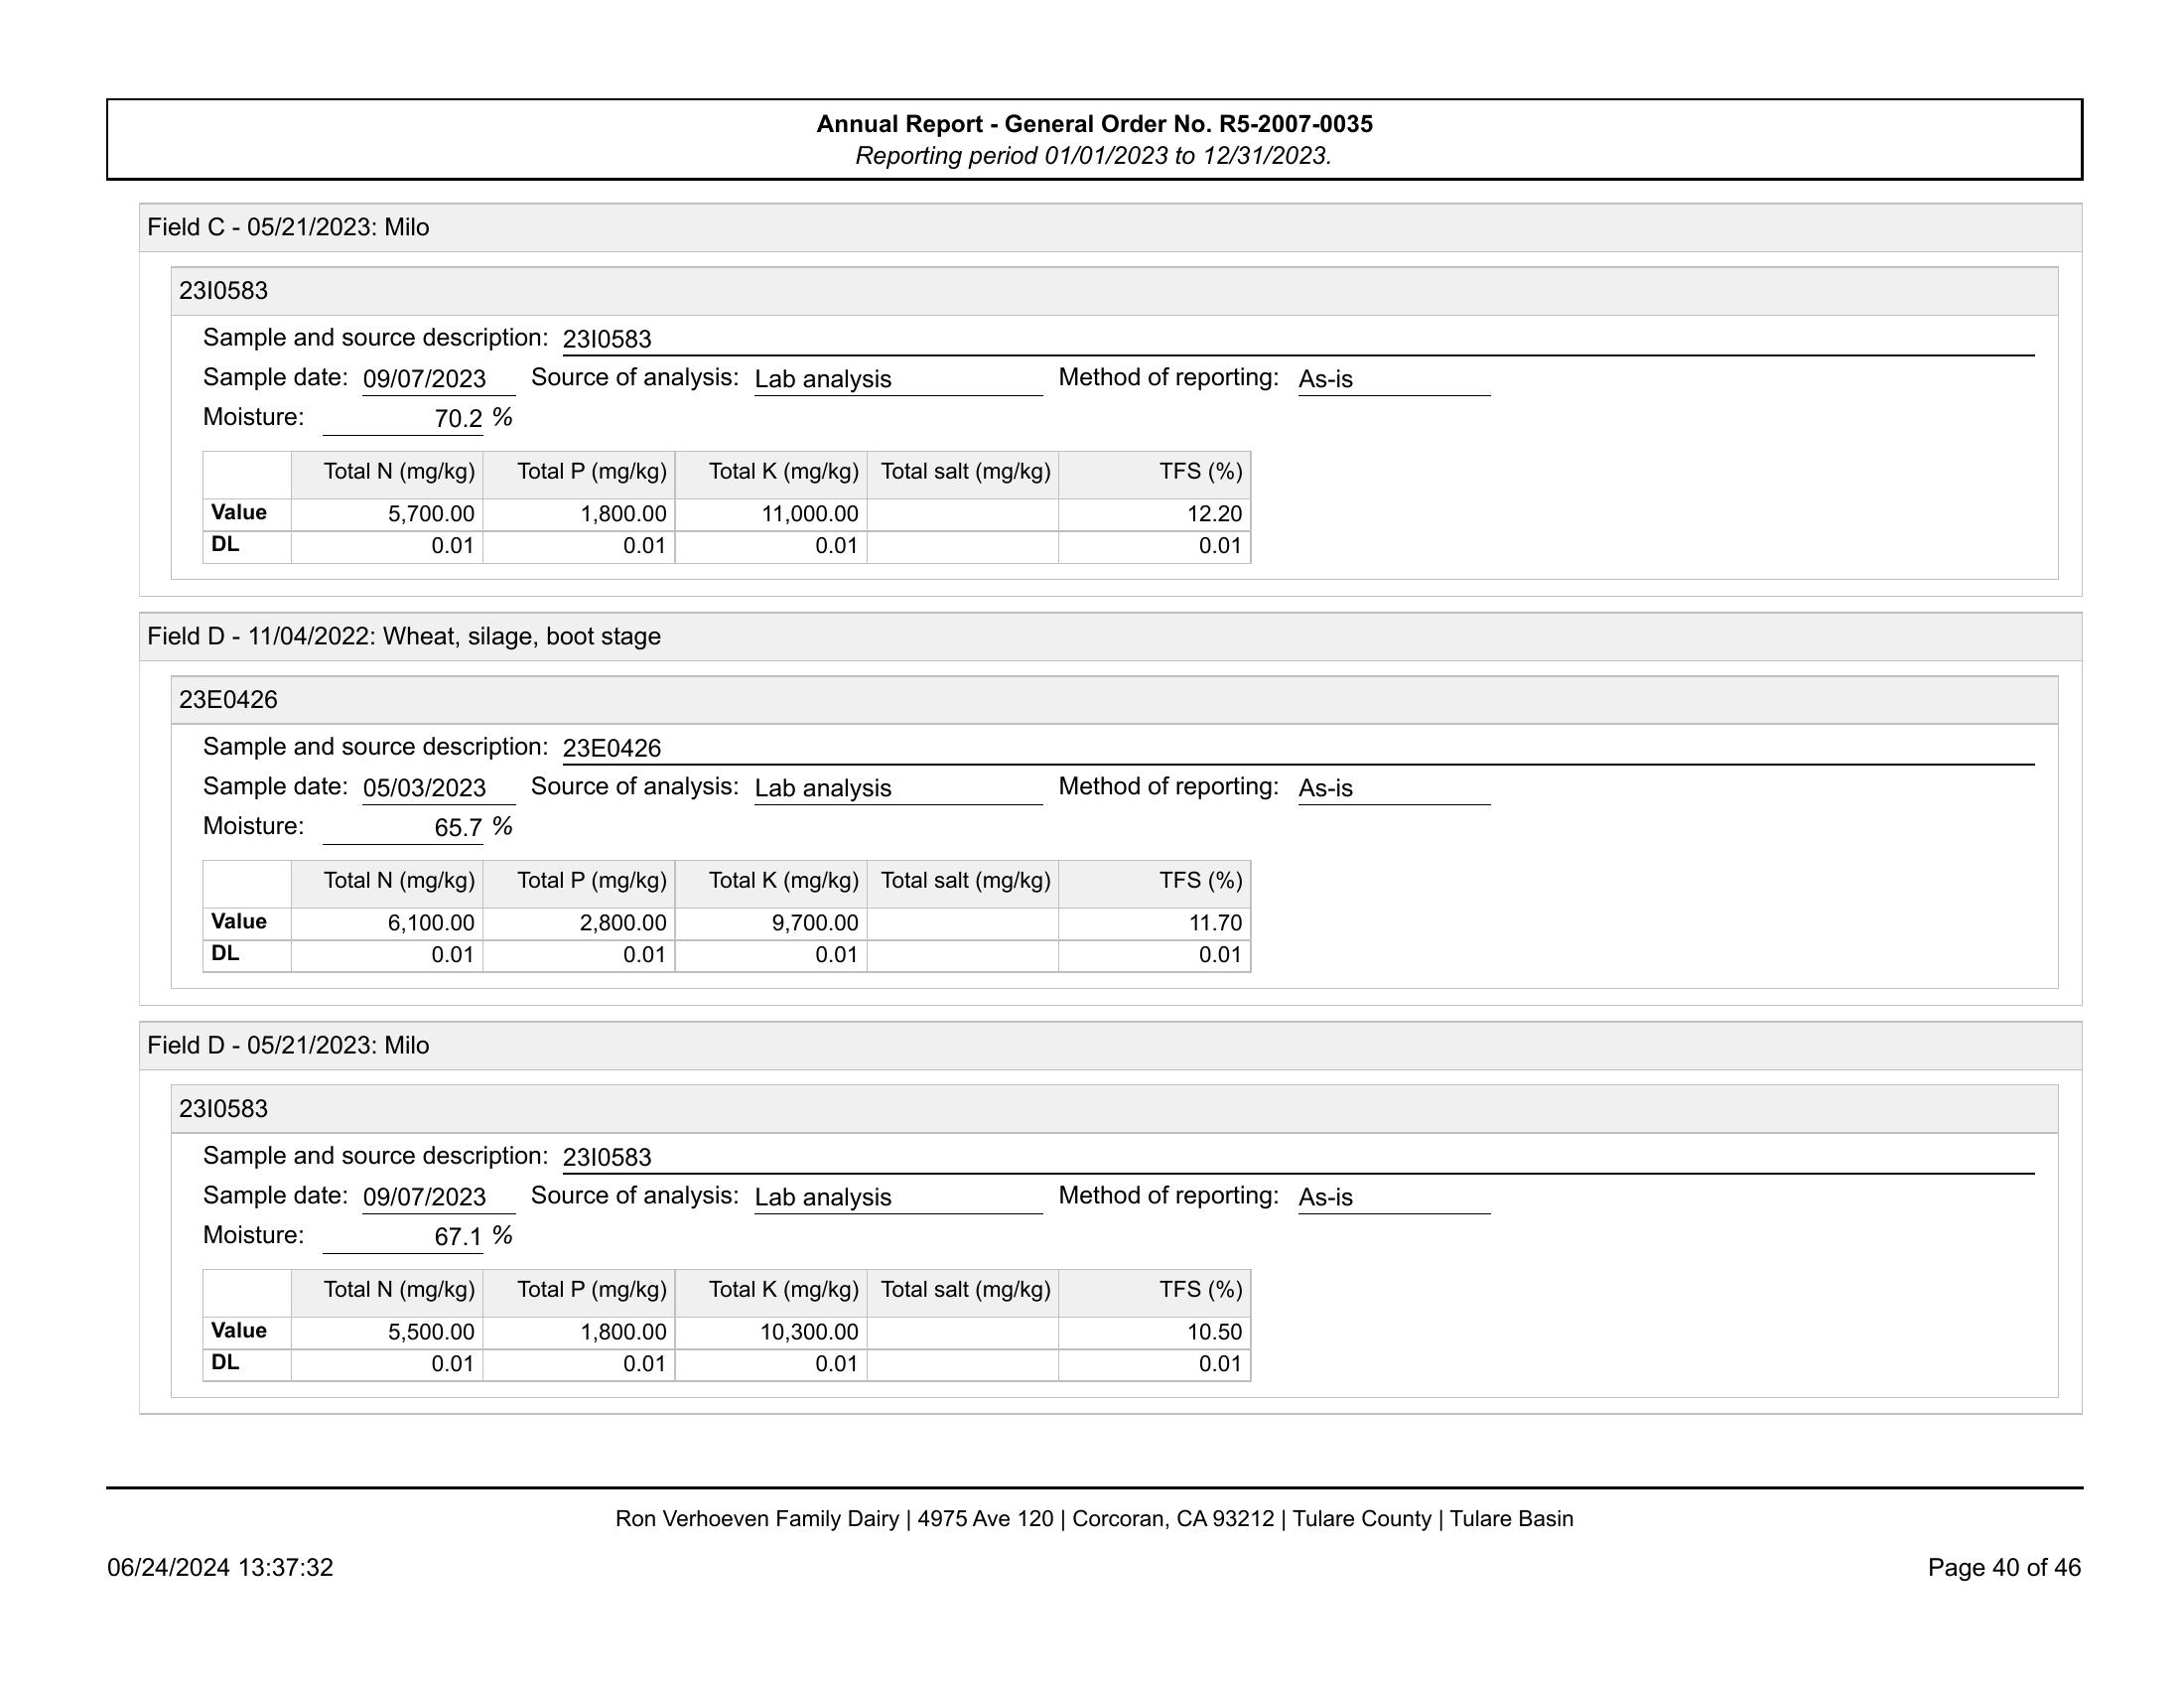 Annual Report - General Order No. R5-2007-0035
Reporting period 01/01/2023 to 12/31/2023.
Field C - 05/21/2023: Milo
23I0583
Sample and source description: 23I0583
Sample date: 09/07/2023 Source of analysis: Lab analysis Method of reporting: As-is
Moisture: 70.2 %
Total N (mg/kg) Total P (mg/kg) Total K (mg/kg) Total salt (mg/kg) TFS (%)
Value 5,700.00 1,800.00 11,000.00 12.20
DL 0.01 0.01 0.01 0.01
Field D - 11/04/2022: Wheat, silage, boot stage
23E0426
Sample and source description: 23E0426
Sample date: 05/03/2023 Source of analysis: Lab analysis Method of reporting: As-is
Moisture: 65.7 %
Total N (mg/kg) Total P (mg/kg) Total K (mg/kg) Total salt (mg/kg) TFS (%)
Value 6,100.00 2,800.00 9,700.00 11.70
DL 0.01 0.01 0.01 0.01
Field D - 05/21/2023: Milo
23I0583
Sample and source description: 23I0583
Sample date: 09/07/2023 Source of analysis: Lab analysis Method of reporting: As-is
Moisture: 67.1 %
Total N (mg/kg) Total P (mg/kg) Total K (mg/kg) Total salt (mg/kg) TFS (%)
Value 5,500.00 1,800.00 10,300.00 10.50
DL 0.01 0.01 0.01 0.01
Ron Verhoeven Family Dairy | 4975 Ave 120 | Corcoran, CA 93212 | Tulare County | Tulare Basin
06/24/2024 13:37:32 Page 40 of 46